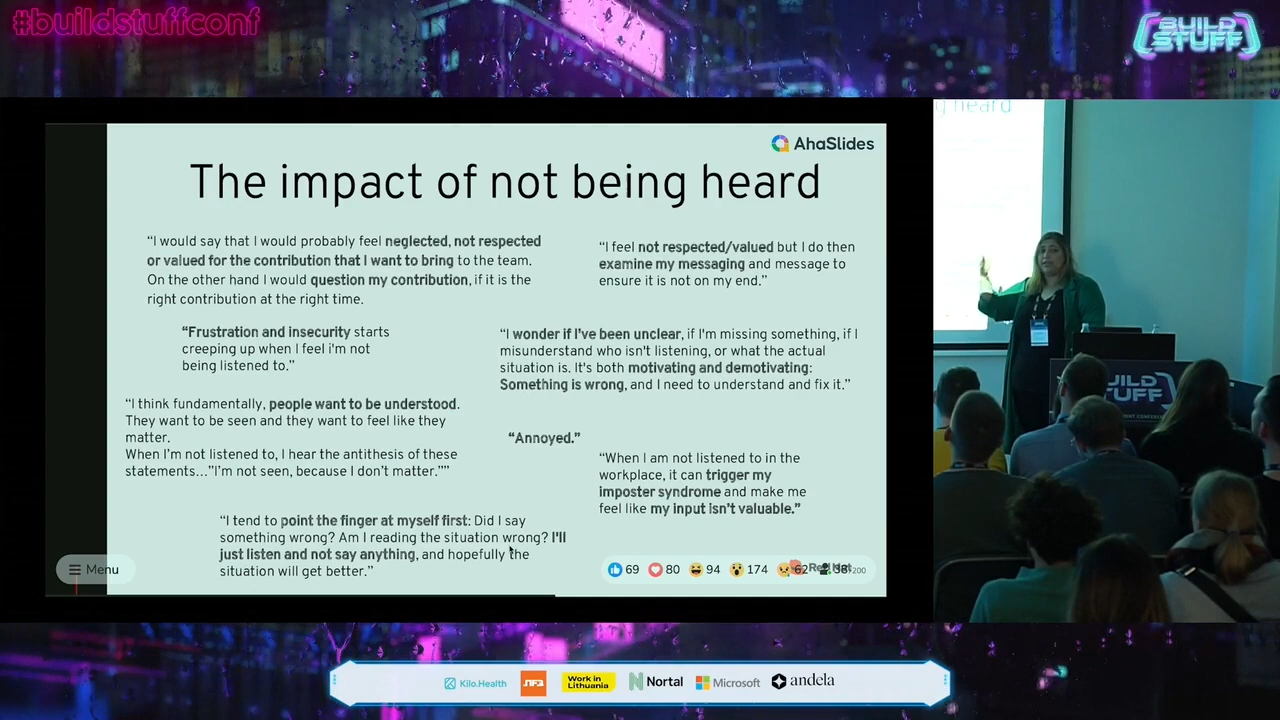 #buildstuffconf
BUILD
STUFF
g heard
AhaSlides
The impact of not being heard
“I would say that I would probably feel neglected, not respected
or valued for the contribution that I want to bring to the team.
On the other hand I would question my contribution, if it is the
right contribution at the right time.
“I feel not respected/valued but I do then
examine my messaging and message to
ensure it is not on my end.”
“Frustration and insecurity starts
creeping up when I feel i'm not
being listened to.”
“I wonder if I've been unclear, if I'm missing something, if I
misunderstand who isn't listening, or what the actual
situation is. It's both motivating and demotivating:
Something is wrong, and I need to understand and fix it.”
“I think fundamentally, people want to be understood.
They want to be seen and they want to feel like they
matter.
When I'm not listened to, I hear the antithesis of these
statements...”I'm not seen, because I don't matter.””
“Annoyed.”
“When I am not listened to in the
workplace, it can trigger my
imposter syndrome and make me
feel like my input isn't valuable.”
“I tend to point the finger at myself first: Did I say
something wrong? Am I reading the situation wrong? I'll
just listen and not say anything, and hopefully the
situation will get better.”
Menu
69 80 94 174 62 /200
UILD
TUFF
Kilo.Health
Work in
Lithuania
Nortal
Microsoft
andela